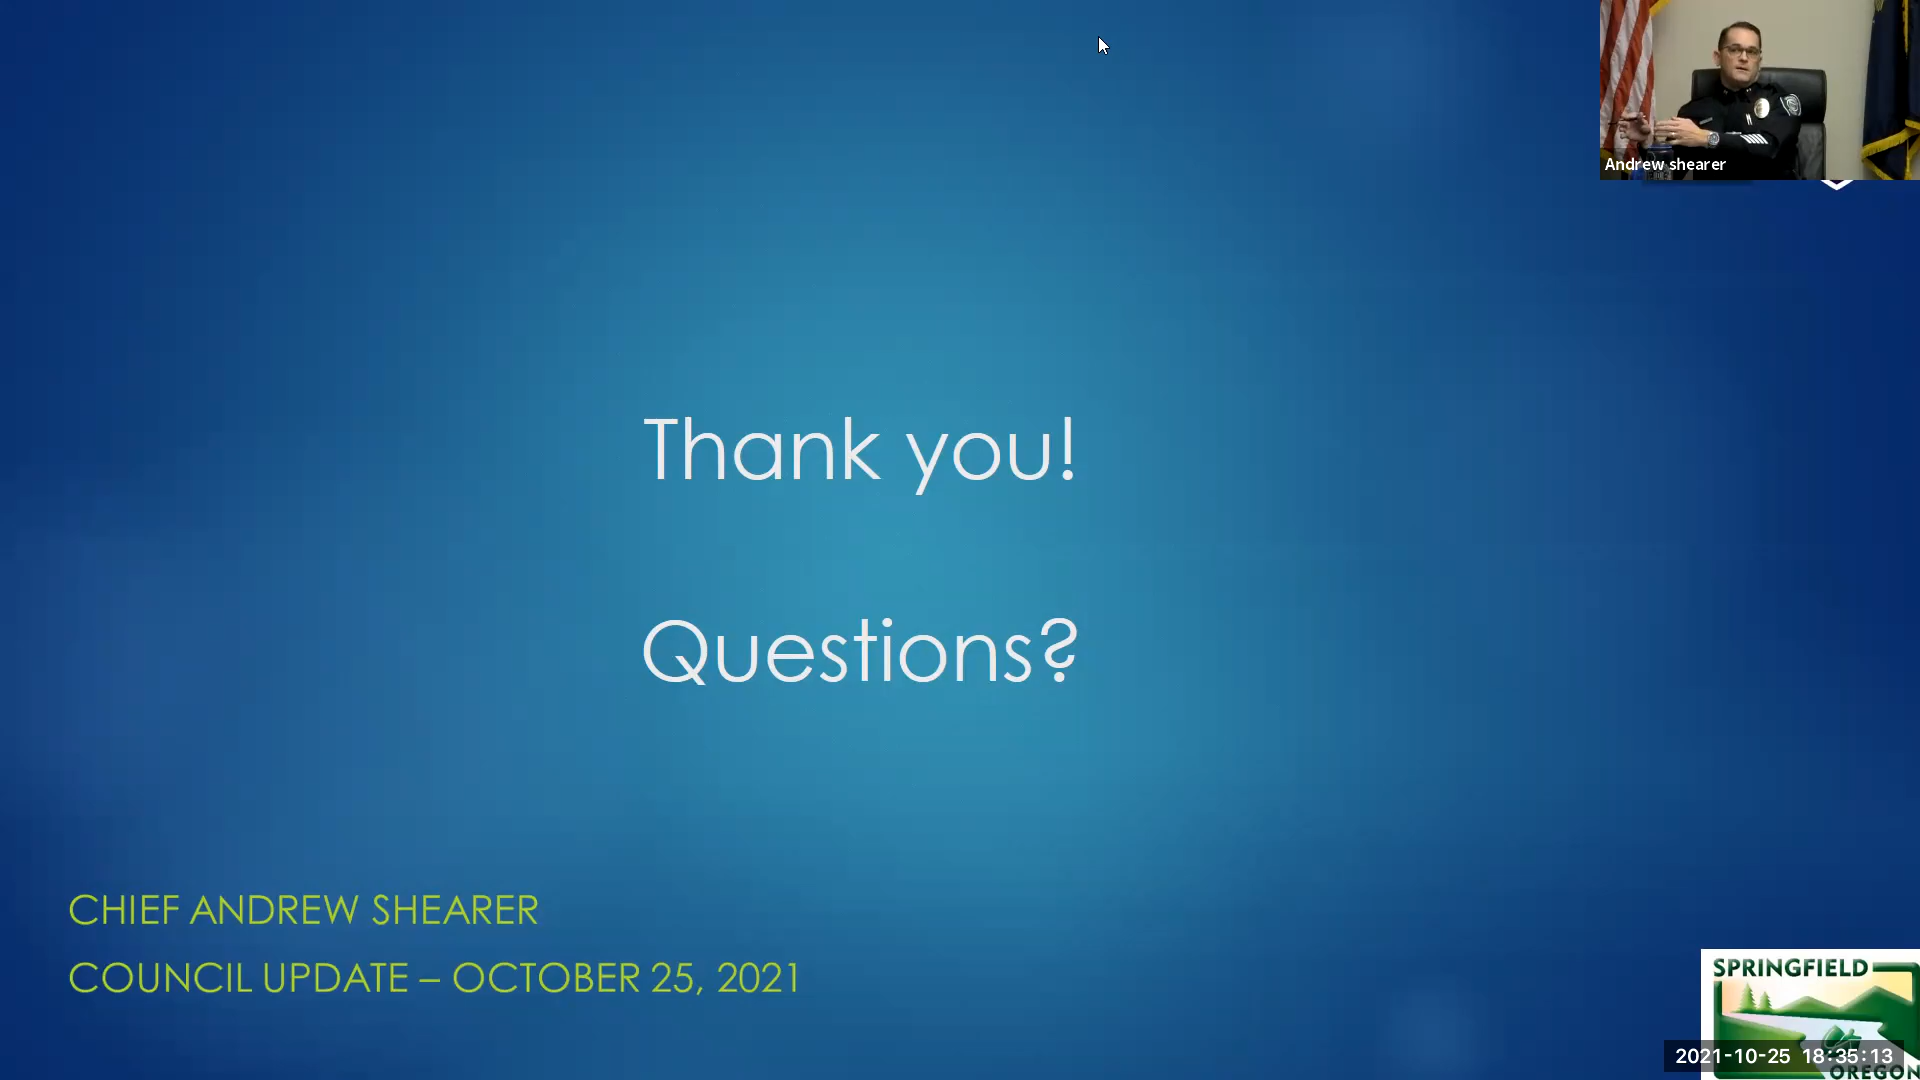 Andrew shearer
Thank you!
Questions?
CHIEF ANDREW SHEARER
COUNCIL UPDATE – OCTOBER 25, 2021
SPRINGFIELD
OREGON
2021-10-25 18:35:13